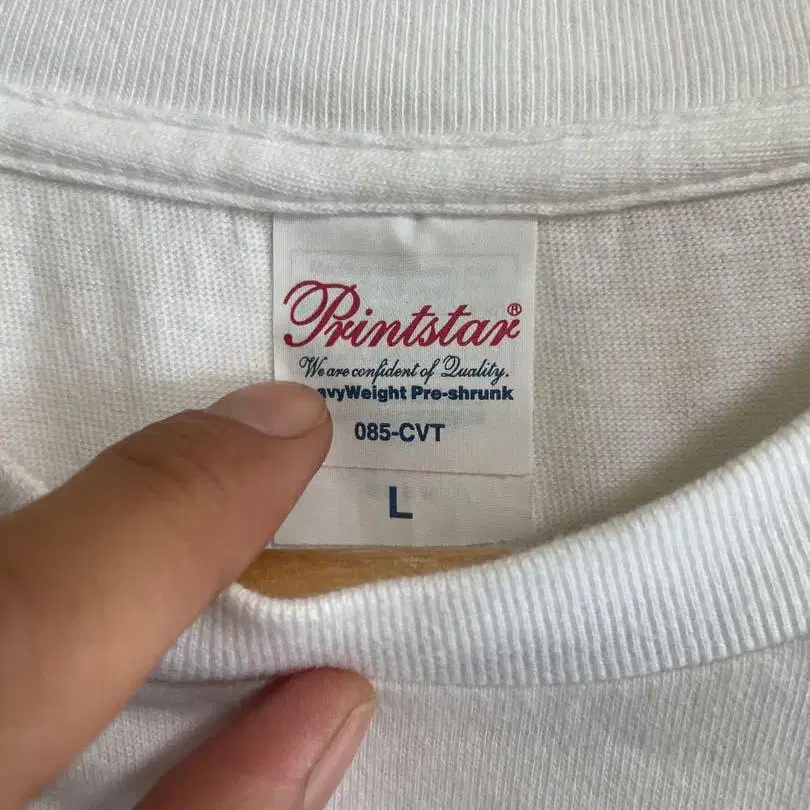 Printstar®
We are confident of Quality.
avyWeight Pre-shrunk
085-CVT
L